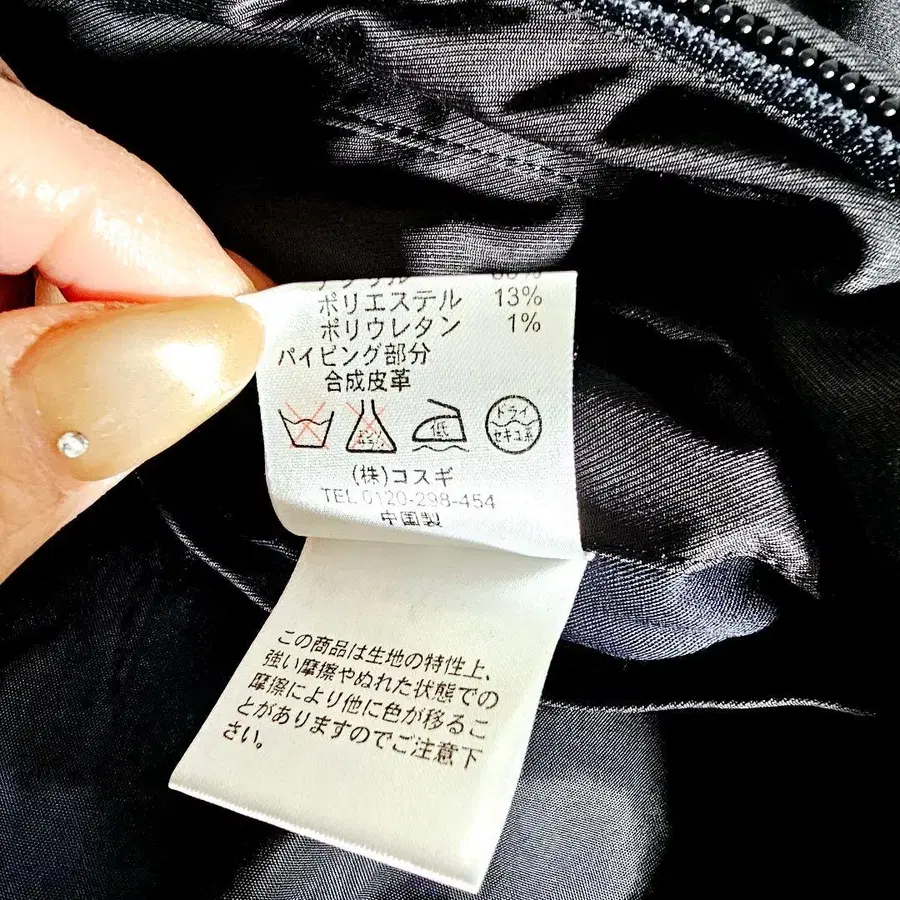 ポリエステル 13%
ポリウレタン 1%
パイピング部分
合成皮革
低
ドライ
セキユ系
(株)コスギ
TEL 0120-298-454
中国製
この商品は生地の特性上、
強い摩擦やぬれた状態での
摩擦により他に色が移るこ
とがありますのでご注意下
さい。